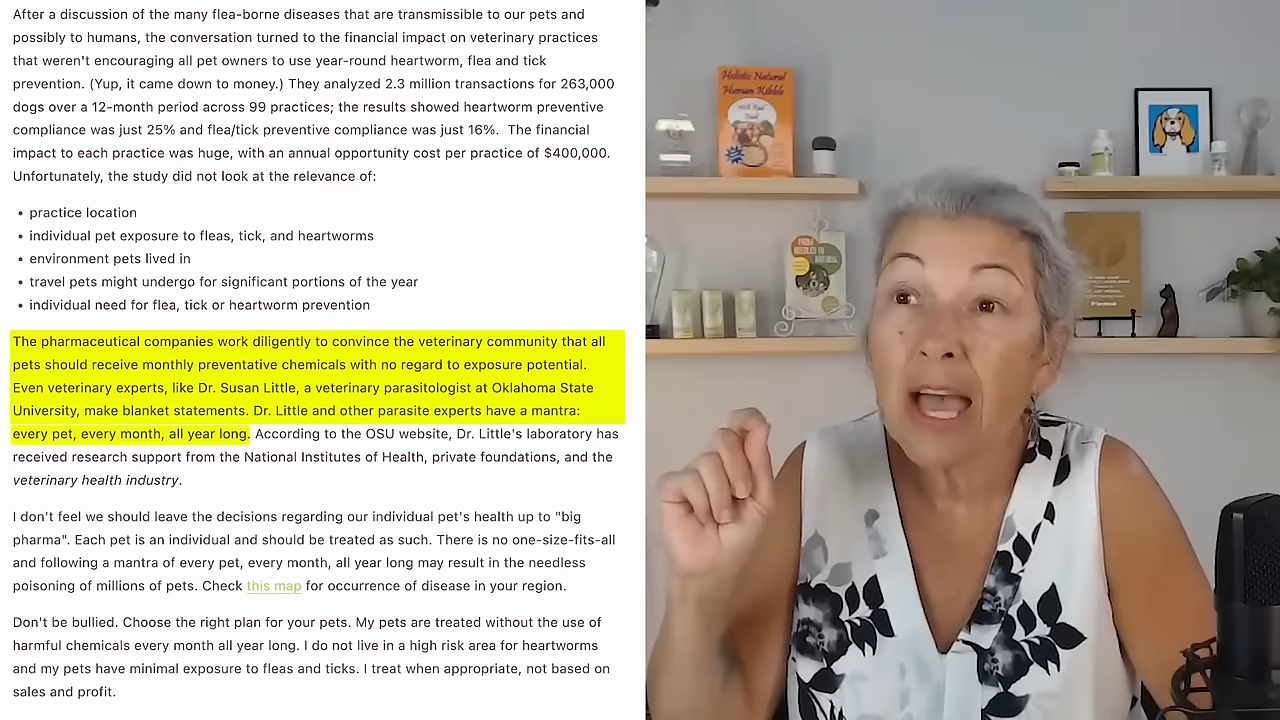 After a discussion of the many flea-borne diseases that are transmissible to our pets and
possibly to humans, the conversation turned to the financial impact on veterinary practices
that weren't encouraging all pet owners to use year-round heartworm, flea and tick
prevention. (Yup, it came down to money.) They analyzed 2.3 million transactions for 263,000
dogs over a 12-month period across 99 practices; the results showed heartworm preventive
compliance was just 25% and flea/tick preventive compliance was just 16%.  The financial
impact to each practice was huge, with an annual opportunity cost per practice of $400,000.
Unfortunately, the study did not look at the relevance of:
• practice location
• individual pet exposure to fleas, tick, and heartworms
• environment pets lived in
• travel pets might undergo for significant portions of the year
• individual need for flea, tick or heartworm prevention
The pharmaceutical companies work diligently to convince the veterinary community that all
pets should receive monthly preventative chemicals with no regard to exposure potential.
Even veterinary experts, like Dr. Susan Little, a veterinary parasitologist at Oklahoma State
University, make blanket statements. Dr. Little and other parasite experts have a mantra:
every pet, every month, all year long. According to the OSU website, Dr. Little's laboratory has
received research support from the National Institutes of Health, private foundations, and the
veterinary health industry.
I don't feel we should leave the decisions regarding our individual pet's health up to "big
pharma". Each pet is an individual and should be treated as such. There is no one-size-fits-all
and following a mantra of every pet, every month, all year long may result in the needless
poisoning of millions of pets. Check this map for occurrence of disease in your region.
Don't be bullied. Choose the right plan for your pets. My pets are treated without the use of
harmful chemicals every month all year long. I do not live in a high risk area for heartworms
and my pets have minimal exposure to fleas and ticks. I treat when appropriate, not based on
sales and profit.
Holistic Natural
Human Kibble
FROM
NEEDLES TO
NATURAL